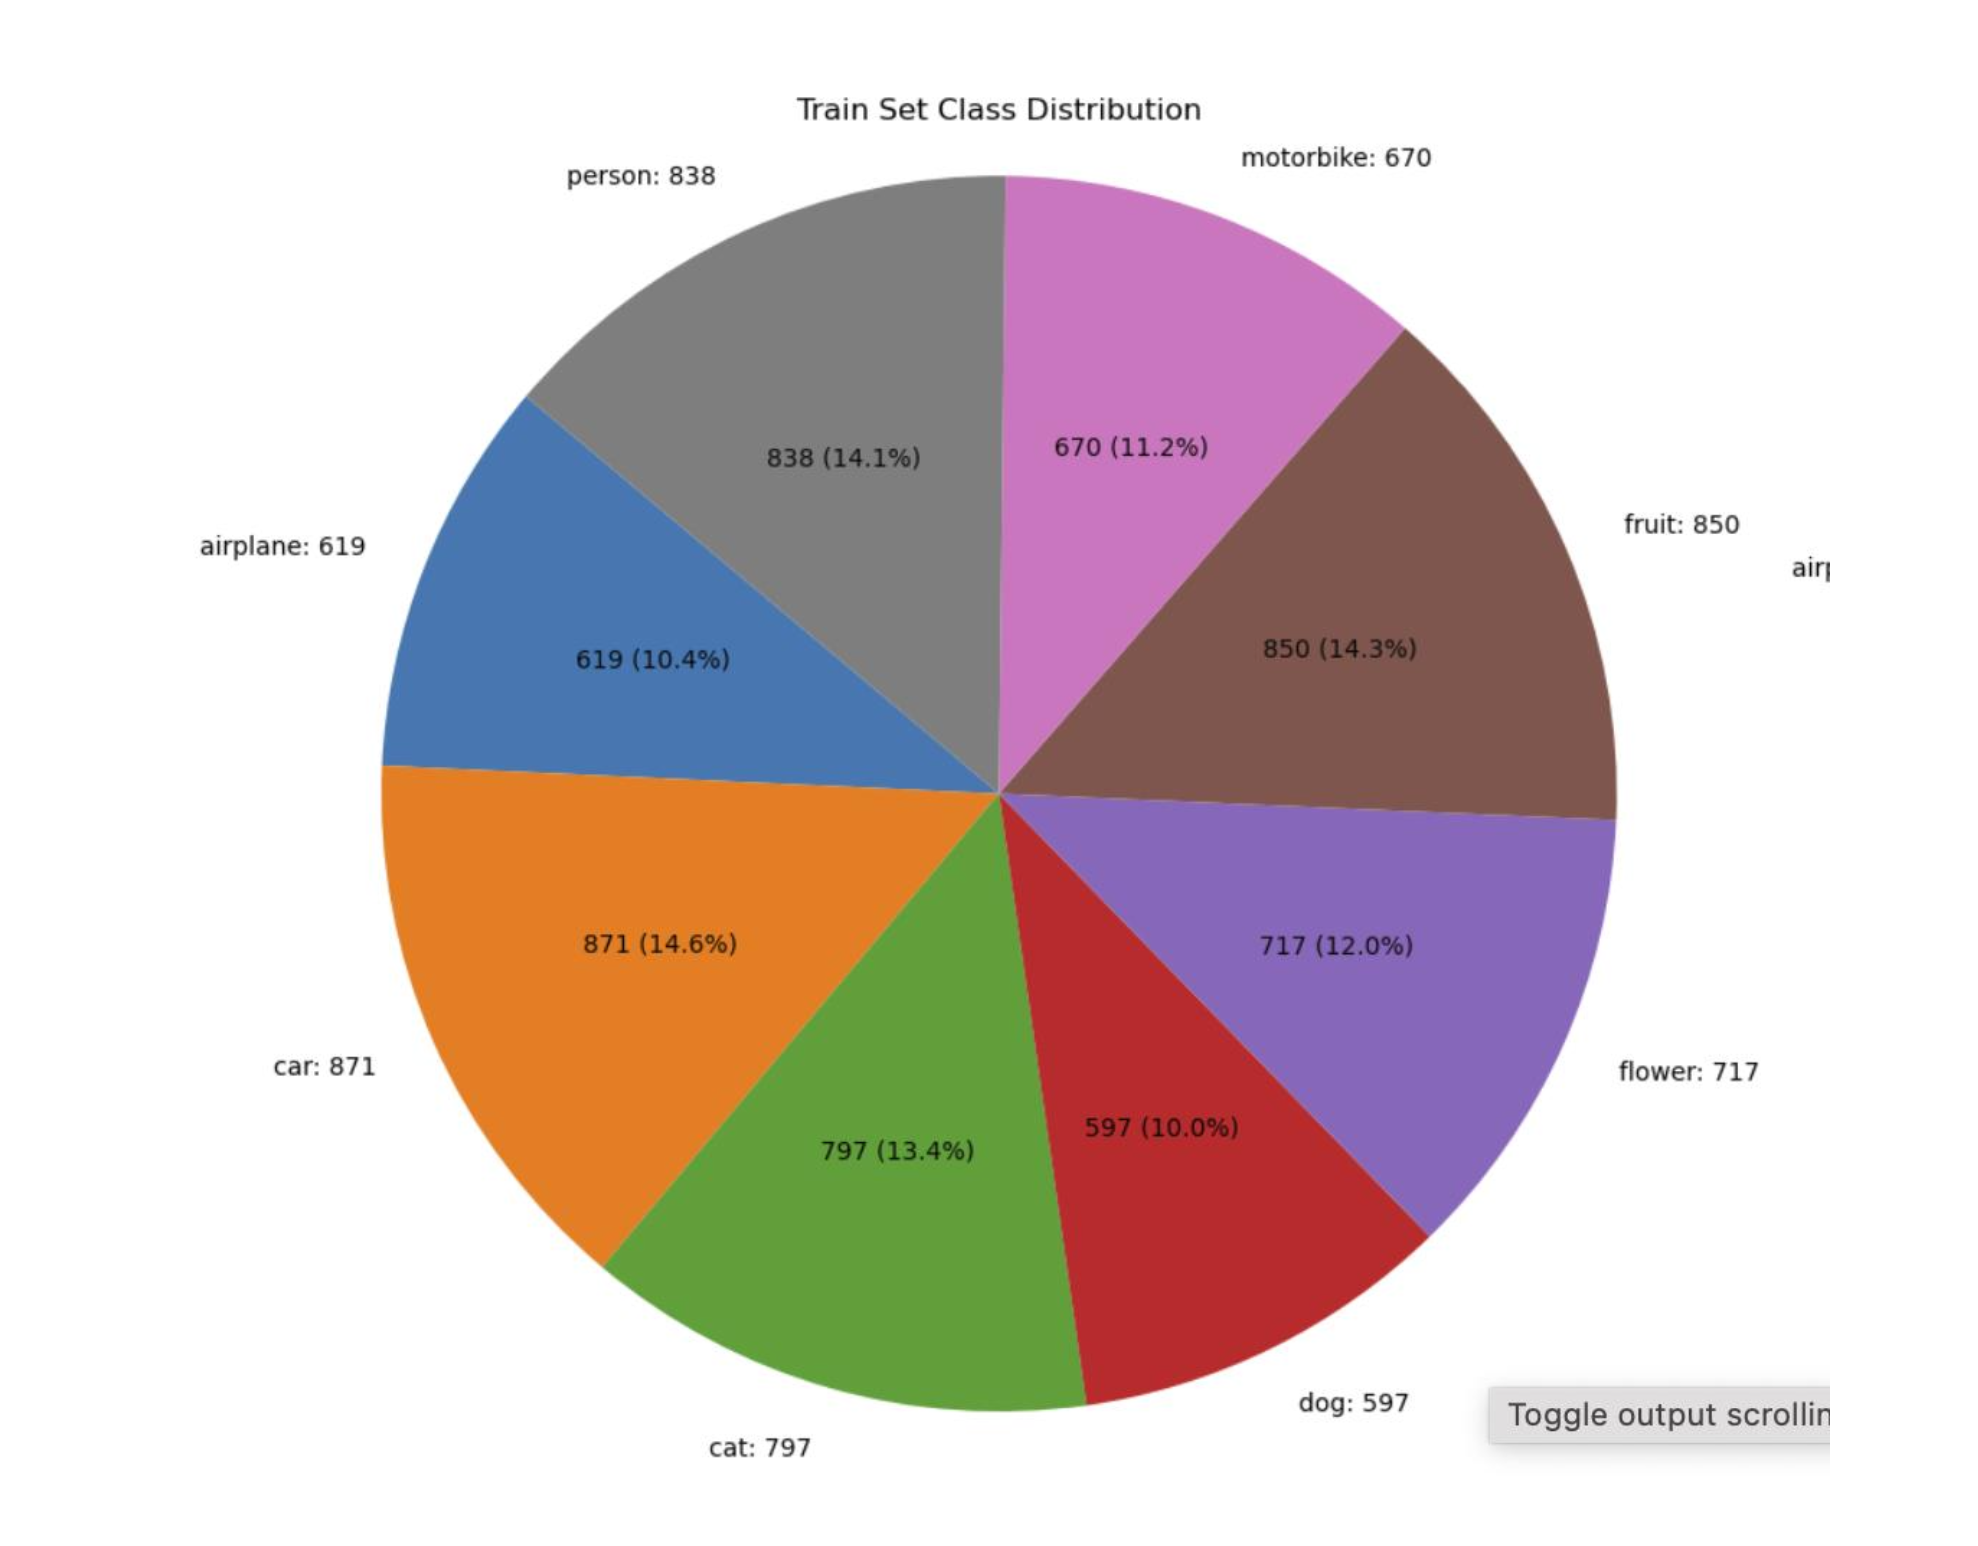 Train Set Class Distribution
motorbike: 670
person: 838
670 (11.2%)
838 (14.1%)
fruit: 850
airplane: 619
850 (14.3%)
619 (10.4%)
871 (14.6%)
717 (12.0%)
car: 871
flower: 717
597 (10.0%)
797 (13.4%)
dog: 597
Toggle output
cat: 797